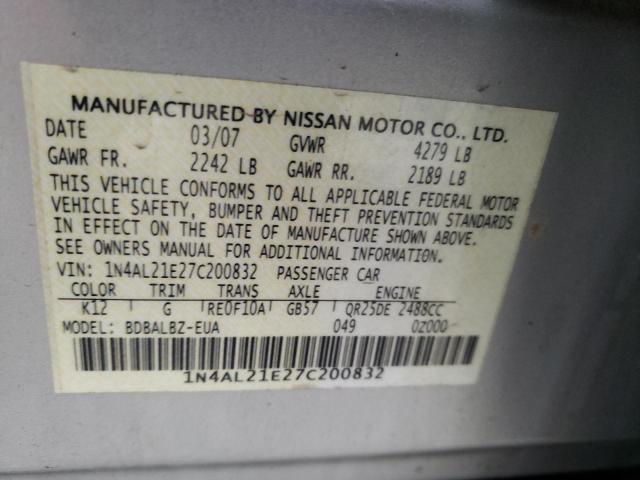 MANUFACTURED BY NISSAN MOTOR CO., LTD.
DATE 03/07 GVWR 4279 LB
GAWR FR. 2242 LB GAWR RR. 2189 LB
THIS VEHICLE CONFORMS TO ALL APPLICABLE FEDERAL MOTOR
VEHICLE SAFETY, BUMPER AND THEFT PREVENTION STANDARDS
IN EFFECT ON THE DATE OF MANUFACTURE SHOWN ABOVE.
SEE OWNERS MANUAL FOR ADDITIONAL INFORMATION.
VIN: 1N4AL21E27C200832 PASSENGER CAR
COLOR TRIM TRANS AXLE ENGINE
K12 G RE0F10A GB57 QR25DE 2488CC
MODEL: BDBALBZ-EUA 049 0Z000
1N4AL21E27C200832